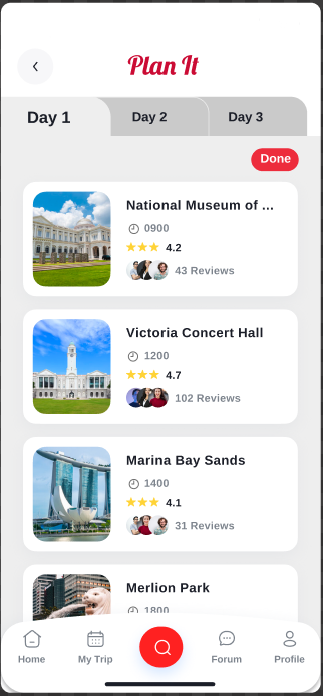 Plan It
Day 1 Day 2 Day 3
Done
National Museum of ...
0900
4.2
43 Reviews
Victoria Concert Hall
1200
4.7
102 Reviews
Marina Bay Sands
1400
4.1
31 Reviews
Merlion Park
1800
Home My Trip Forum Profile